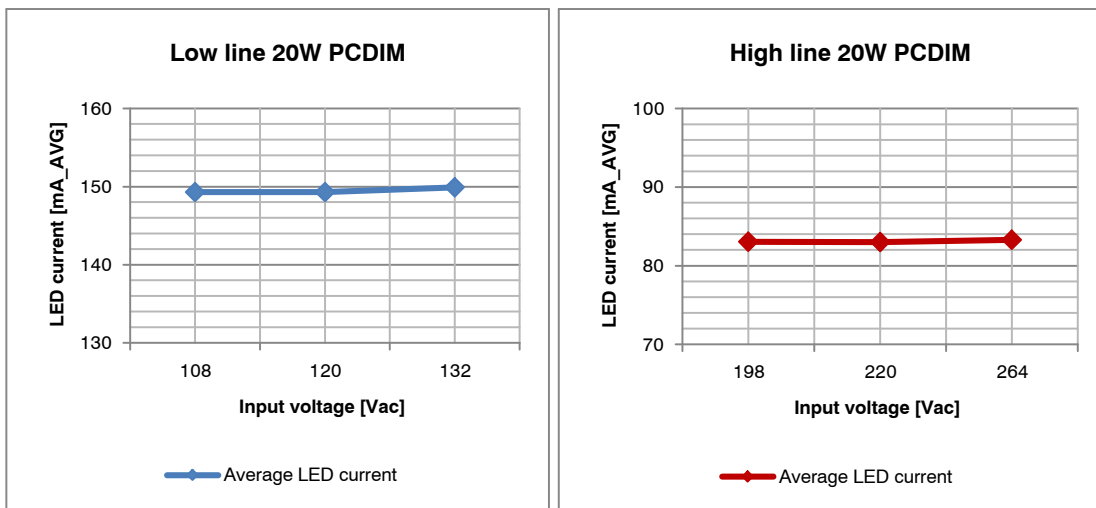 Low line 20W PCDIM
LED current [mA_AVG]
160
150
140
130
108 120 132
Input voltage [Vac]
Average LED current
High line 20W PCDIM
LED current [mA_AVG]
100
90
80
70
198 220 264
Input voltage [Vac]
Average LED current